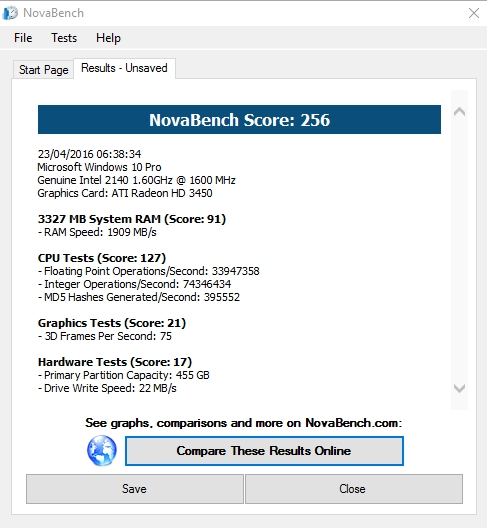 NovaBench
File Tests Help
Start Page Results - Unsaved
NovaBench Score: 256
23/04/2016 06:38:34
Microsoft Windows 10 Pro
Genuine Intel 2140 1.60GHz @ 1600 MHz
Graphics Card: ATI Radeon HD 3450
3327 MB System RAM (Score: 91)
- RAM Speed: 1909 MB/s
CPU Tests (Score: 127)
- Floating Point Operations/Second: 33947358
- Integer Operations/Second: 74346434
- MD5 Hashes Generated/Second: 395552
Graphics Tests (Score: 21)
- 3D Frames Per Second: 75
Hardware Tests (Score: 17)
- Primary Partition Capacity: 455 GB
- Drive Write Speed: 22 MB/s
See graphs, comparisons and more on NovaBench.com:
Compare These Results Online
Save Close